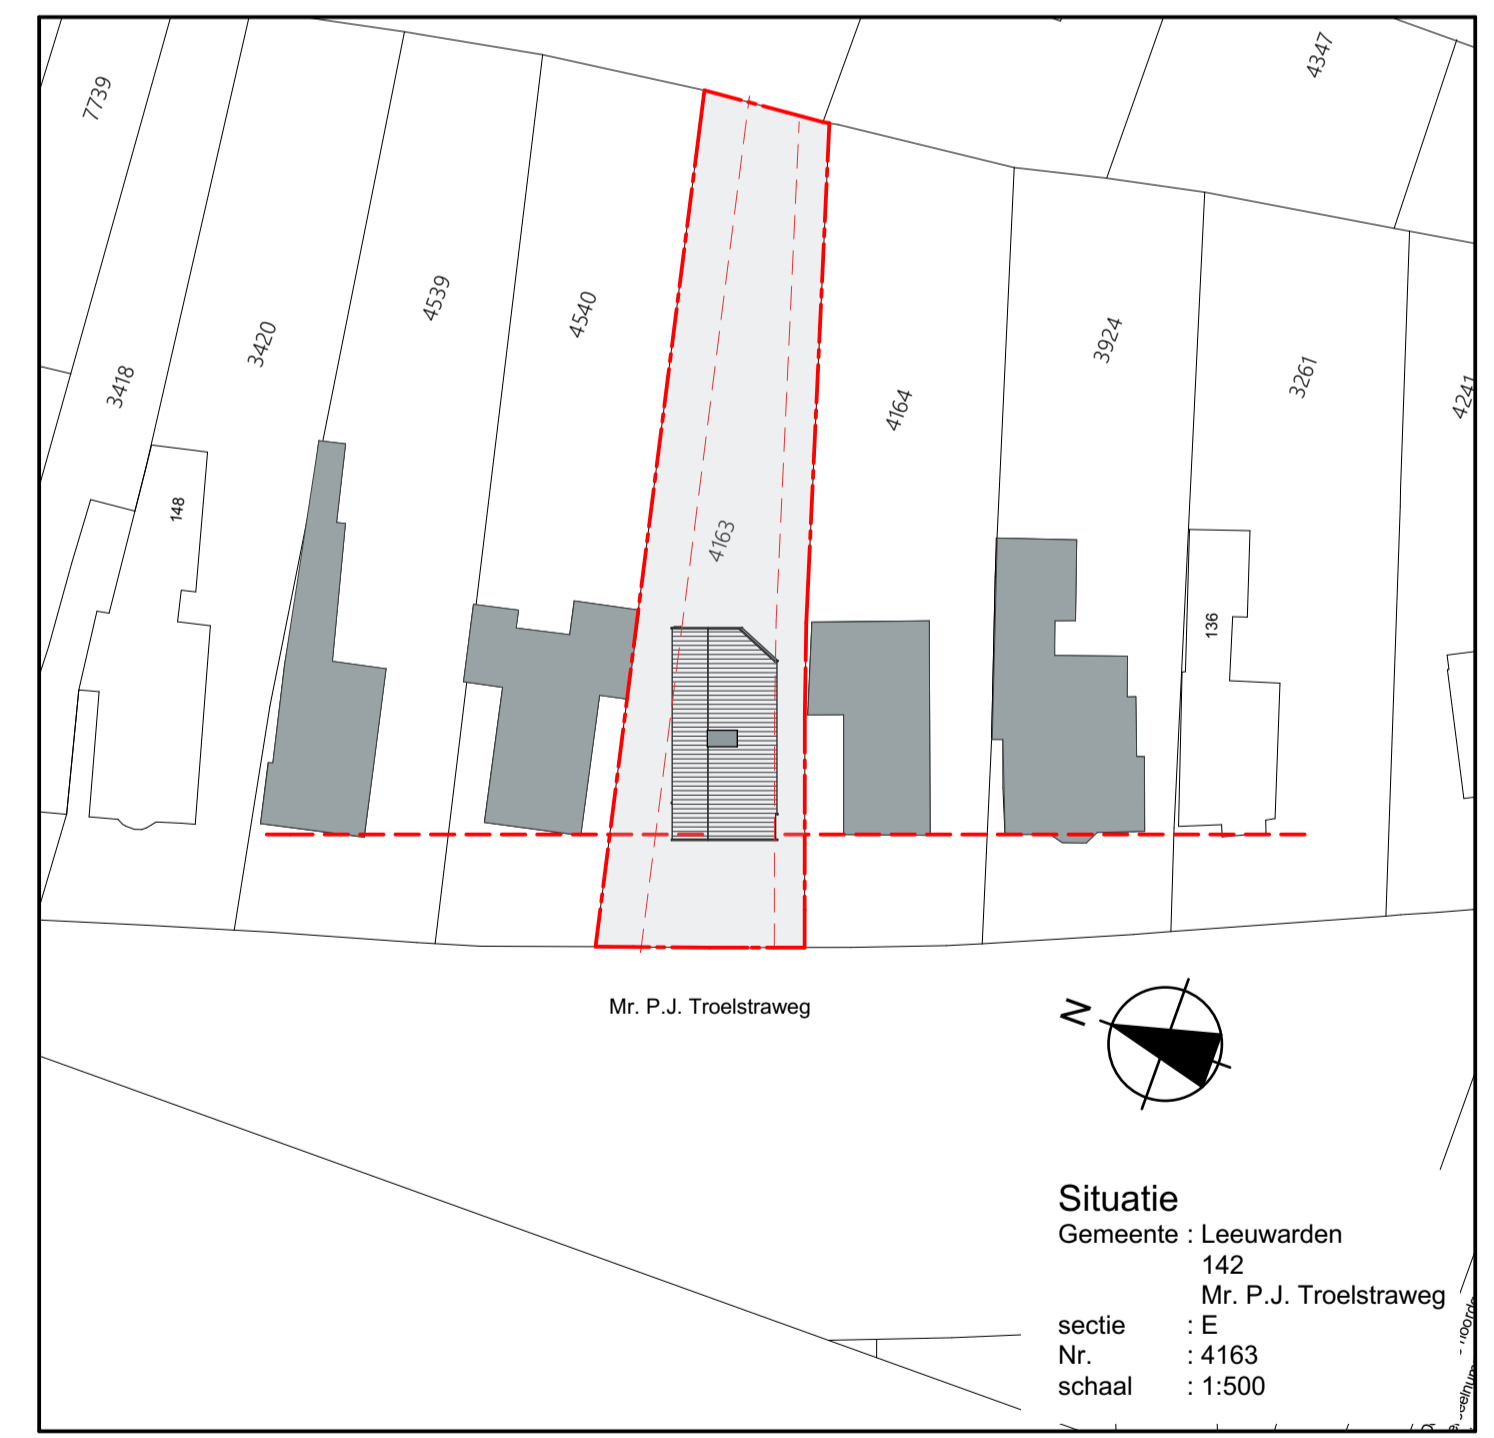 4347
7739
4539
4540
3420
3924
3261
3418
4241
4164
148
4163
136
Mr. P.J. Troelstraweg
N
Situatie
Gemeente : Leeuwarden
142
Mr. P.J. Troelstraweg
sectie : E
Nr. : 4163
schaal : 1:500